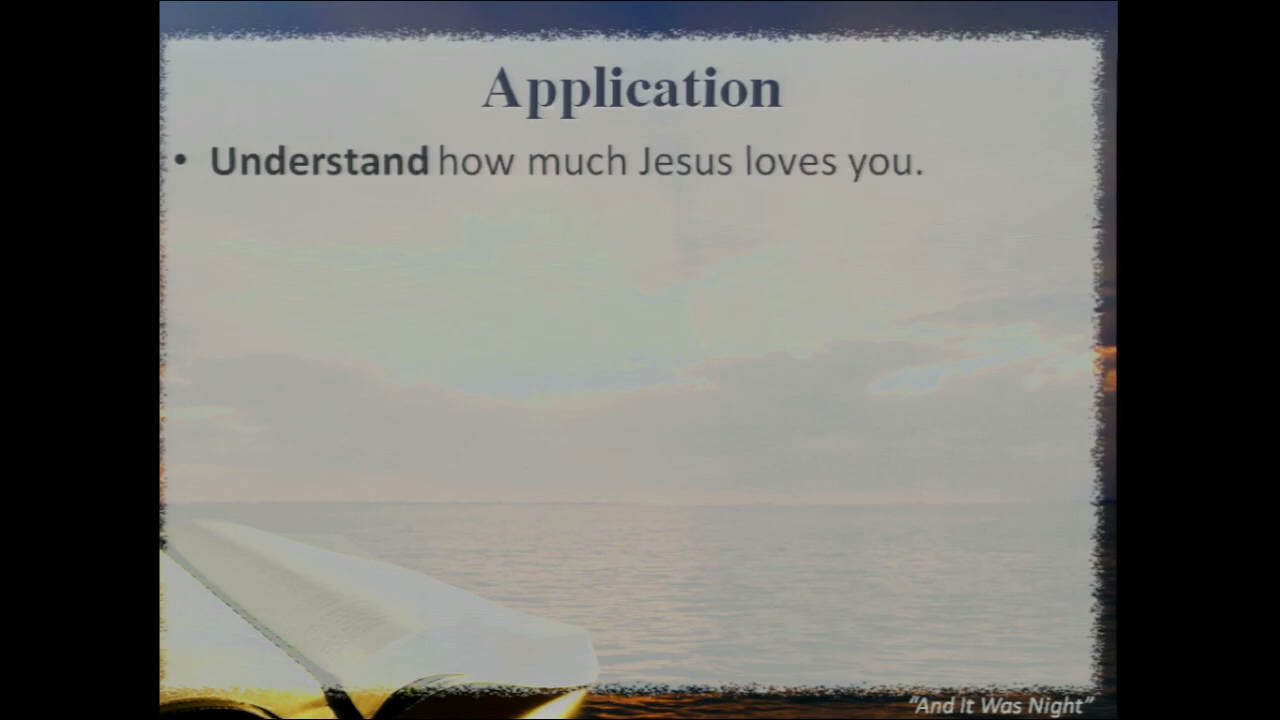 Application
• Understand how much Jesus loves you.
"And It Was Night"